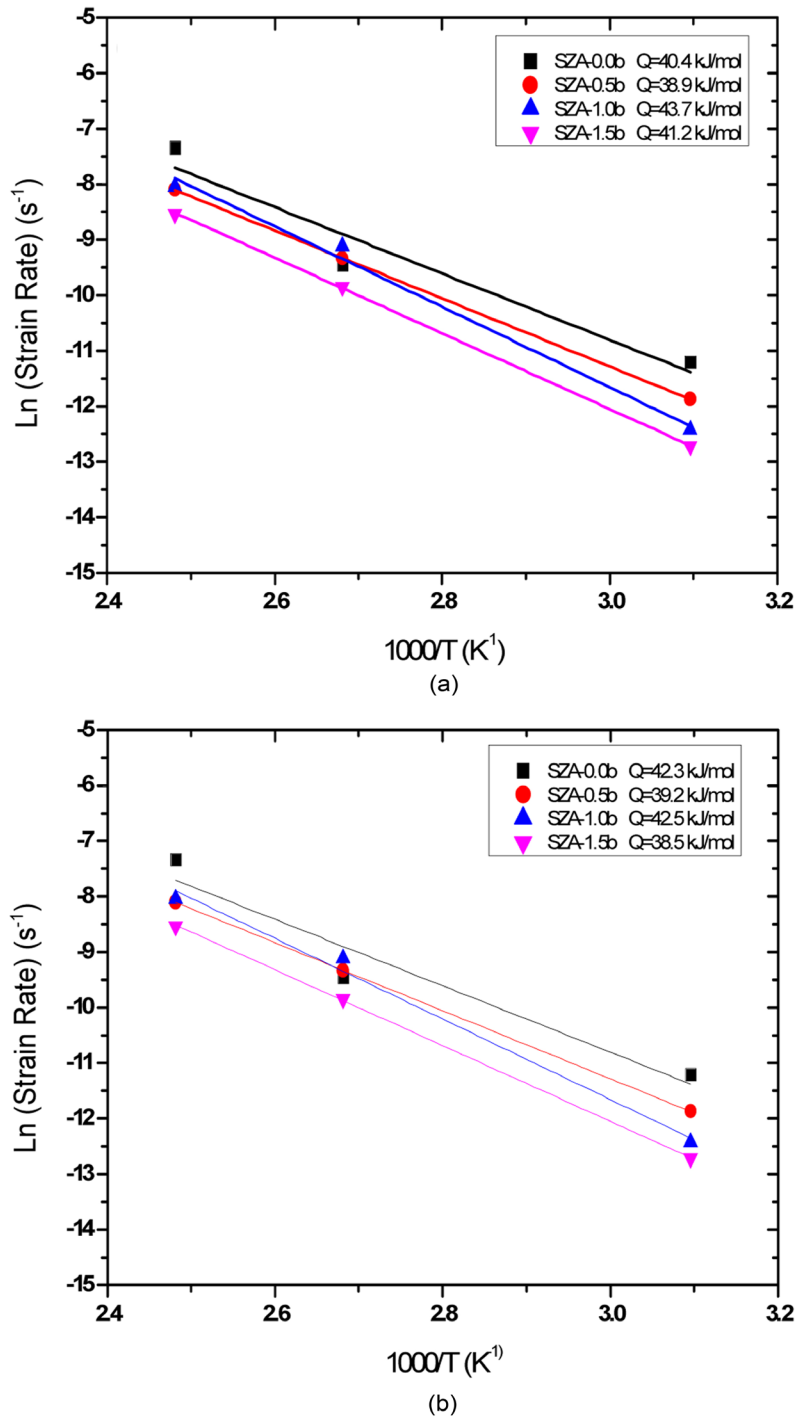 -5
-6
-7
-8
-9
-10
-11
-12
-13
-14
-15
Ln (Strain Rate) (s⁻¹)
SZA-0.0b Q=40.4 kJ/mol
SZA-0.5b Q=38.9 kJ/mol
SZA-1.0b Q=43.7 kJ/mol
SZA-1.5b Q=41.2 kJ/mol
2.4 2.6 2.8 3.0 3.2
1000/T (K¹)
(a)
-5
-6
-7
-8
-9
-10
-11
-12
-13
-14
-15
Ln (Strain Rate) (s⁻¹)
SZA-0.0b Q=42.3 kJ/mol
SZA-0.5b Q=39.2 kJ/mol
SZA-1.0b Q=42.5 kJ/mol
SZA-1.5b Q=38.5 kJ/mol
2.4 2.6 2.8 3.0 3.2
1000/T (K¹⁾
(b)